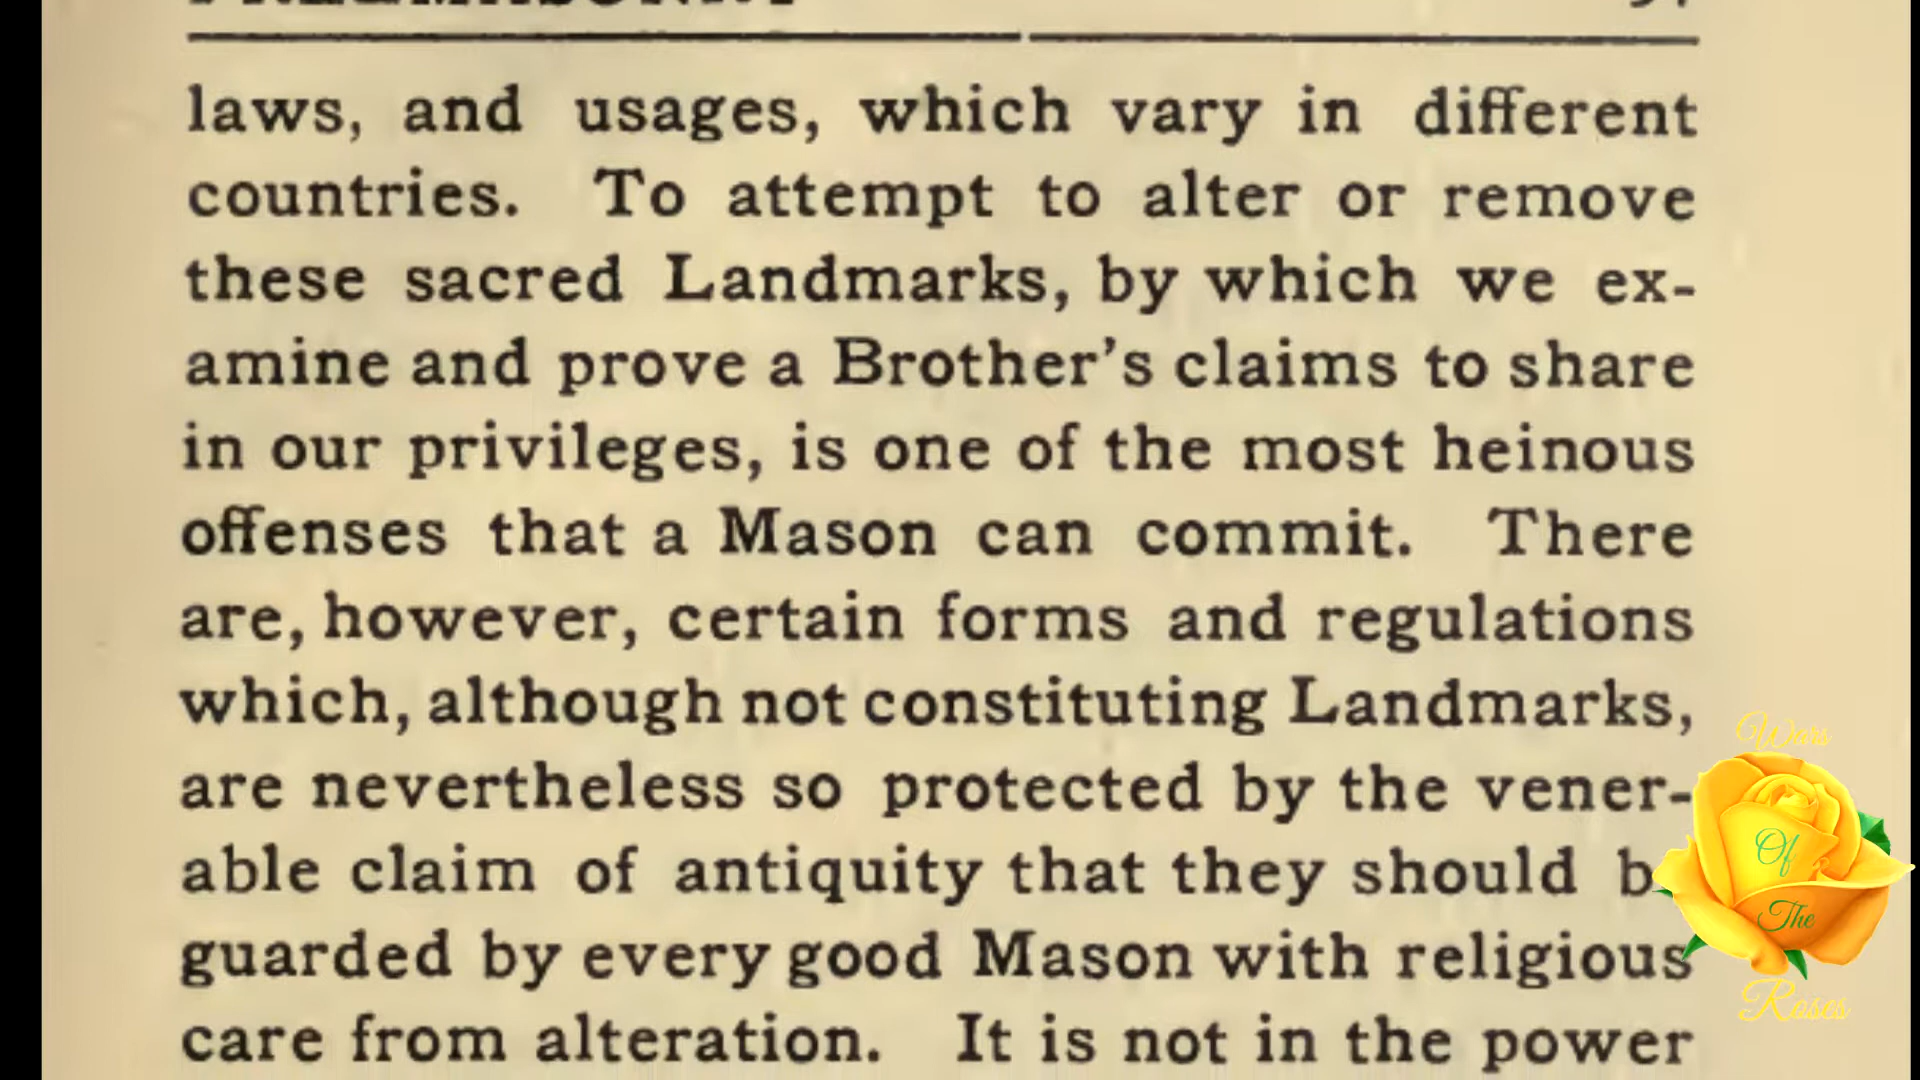 laws, and usages, which vary in different
countries. To attempt to alter or remove
these sacred Landmarks, by which we ex-
amine and prove a Brother's claims to share
in our privileges, is one of the most heinous
offenses that a Mason can commit. There
are, however, certain forms and regulations
which, although not constituting Landmarks,
are nevertheless so protected by the vener-
able claim of antiquity that they should
guarded by every good Mason with religious
care from alteration. It is not in the power
Wars
Of
The
Roses